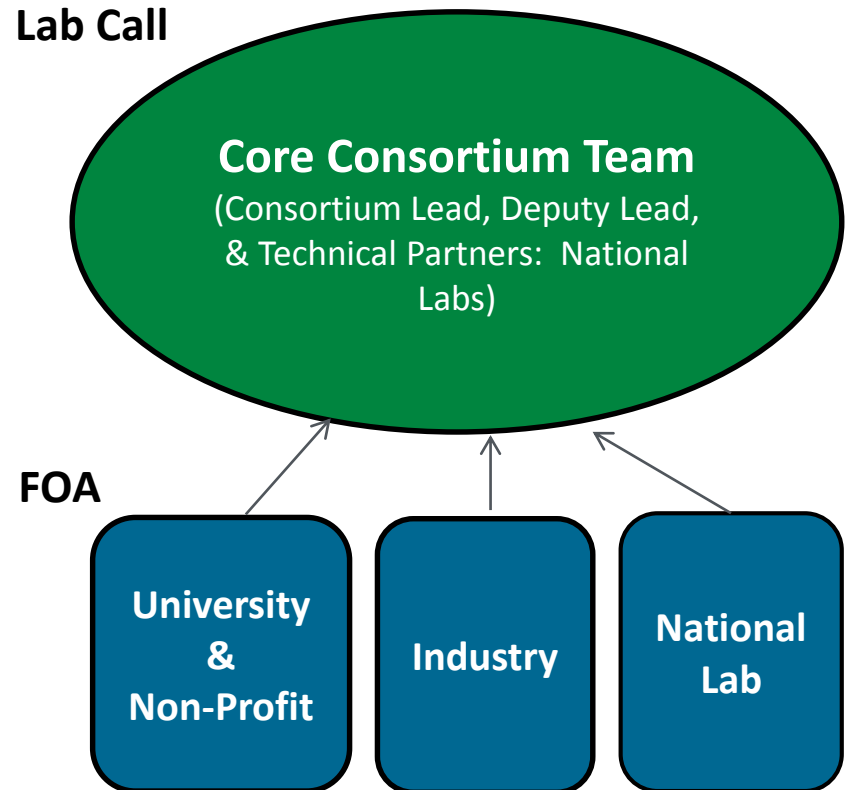 Lab Call
Core Consortium Team
(Consortium Lead, Deputy Lead,
& Technical Partners: National
Labs)
FOA
University
&
Non-Profit
Industry
National
Lab